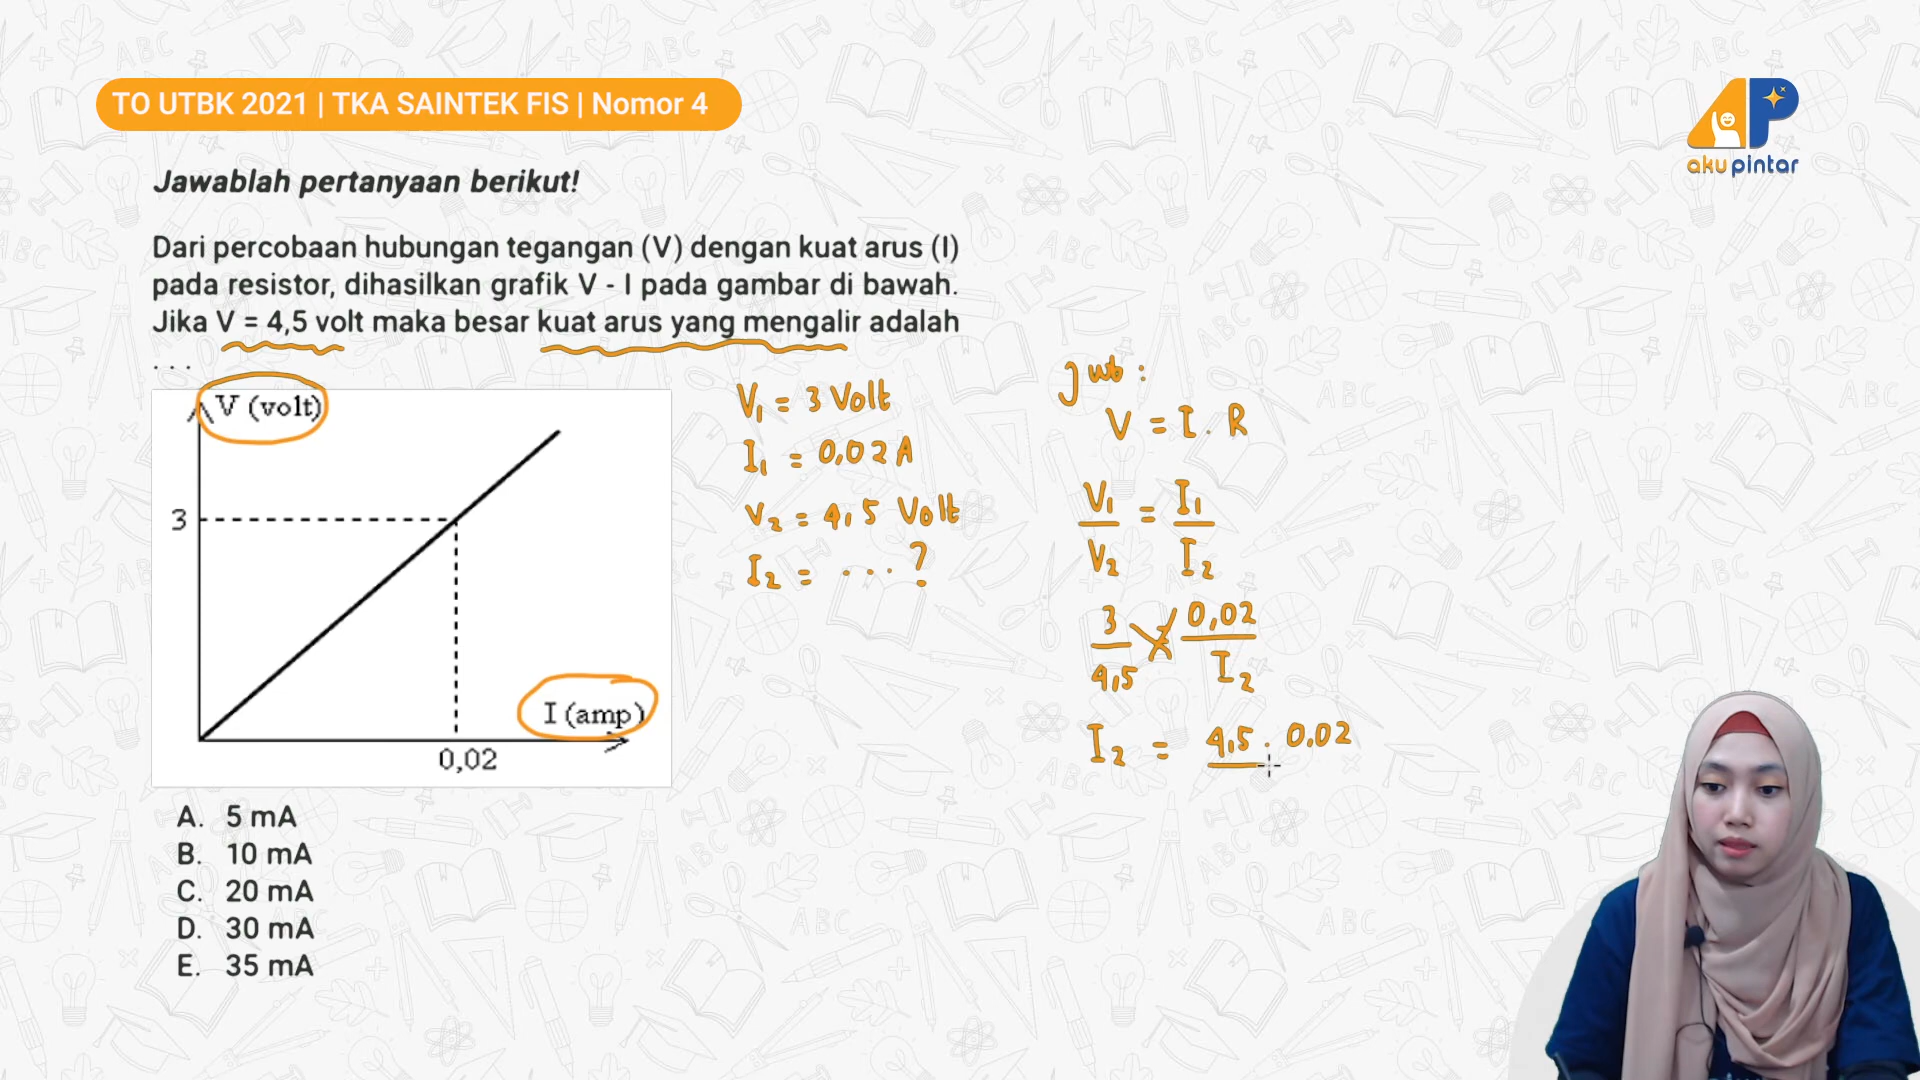 TO UTBK 2021 | TKA SAINTEK FIS | Nomor 4
akupintar
Jawablah pertanyaan berikut!
Dari percobaan hubungan tegangan (V) dengan kuat arus (I)
pada resistor, dihasilkan grafik V - I pada gambar di bawah.
Jika V = 4,5 volt maka besar kuat arus yang mengalir adalah
. . .
V (volt)
3
I (amp)
0,02
A. 5 mA
B. 10 mA
C. 20 mA
D. 30 mA
E. 35 mA
V₁ = 3 Volt
I₁ = 0,02 A
V₂ = 4,5 Volt
I₂ = ... ?
Jwb :
V = I . R
V₁ = I₁
V₂ I₂
3 0,02
4,5 I₂
I₂ = 4,5 . 0,02